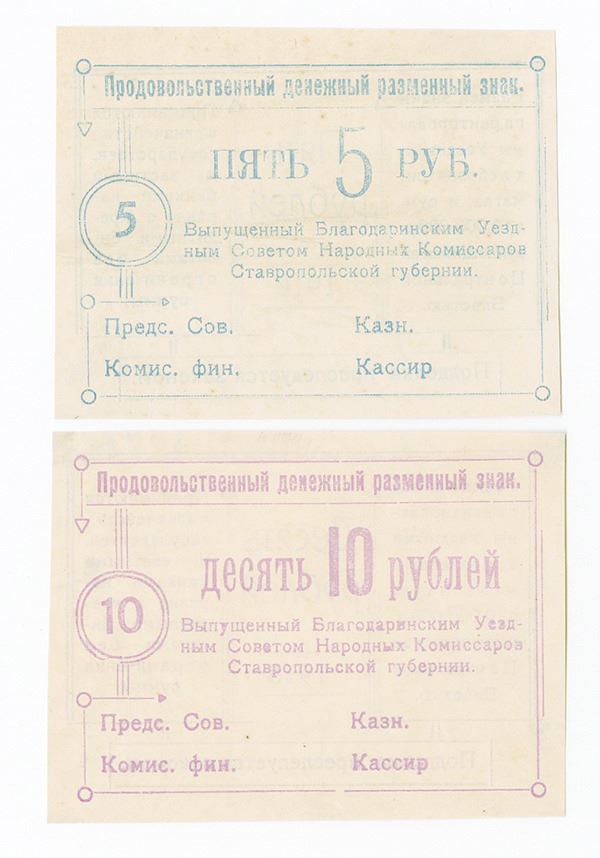 Продовольственный денежный разменный знак.
ПЯТЬ 5 РУБ.
5
Выпущенный Благодаринским Уезд-
ным Советом Народных Комиссаров
Ставропольской губернии.
Предс. Сов. Казн.
Комис. фин. Кассир
Продовольственный денежный разменный знак.
десять 10 рублей
10
Выпущенный Благодаринским Уезд-
ным Советом Народных Комиссаров
Ставропольской губернии.
Предс. Сов. Казн.
Комис. фин. Кассир